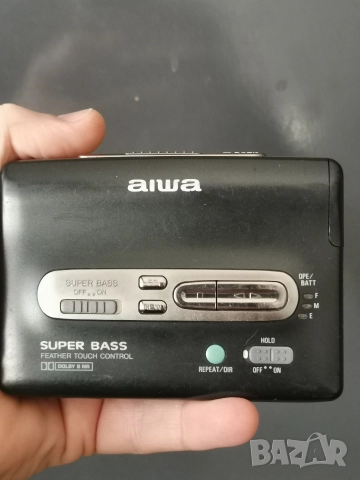 aiwa
SUPER BASS
OFF ON
OPE/
BATT
F
M
E
SUPER BASS
FEATHER TOUCH CONTROL
DOLBY B NR
REPEAT/DIR
HOLD
OFF ON
BAZAR